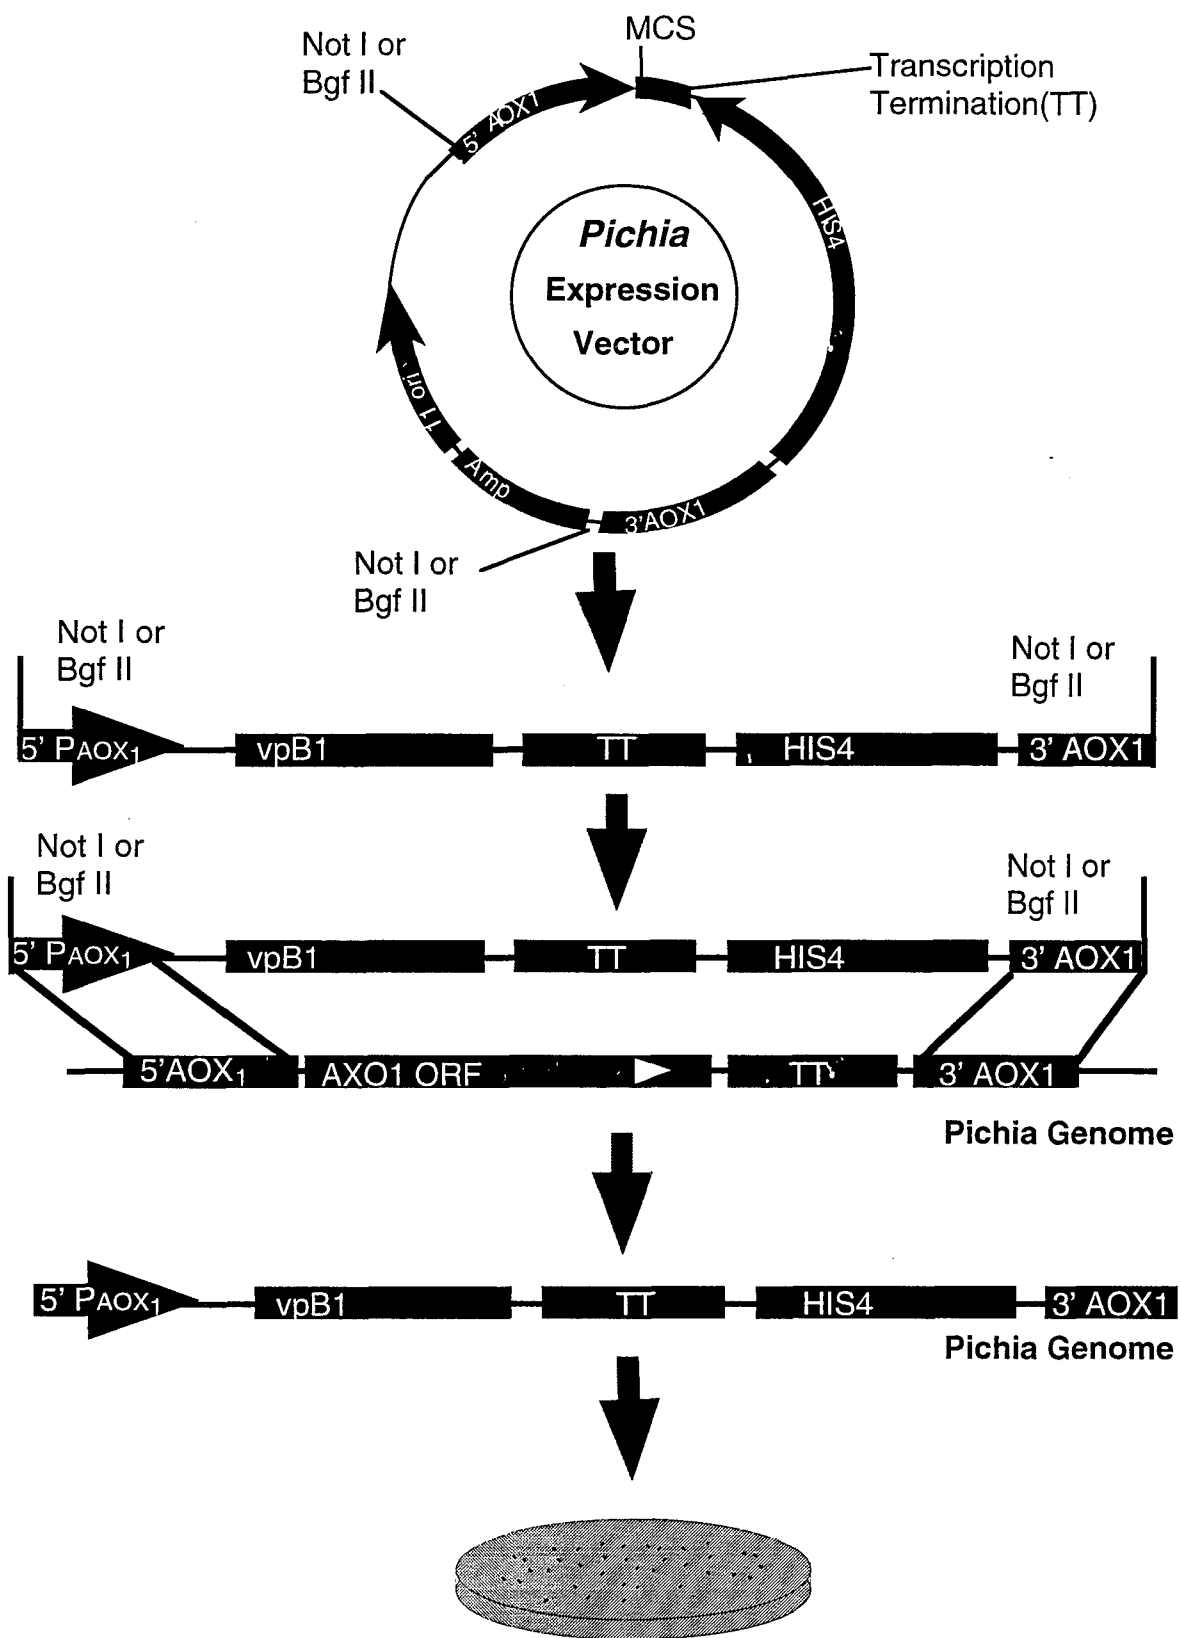 MCS
Not I or
Bgf II
Transcription
Termination(TT)
5' AOX1
HIS4
Pichia
Expression
Vector
f1 ori
Amp
3'AOX1
Not I or
Bgf II
Not I or
Bgf II
Not I or
Bgf II
5' PAOX1
vpB1
TT
HIS4
3' AOX1
Not I or
Bgf II
Not I or
Bgf II
5' PAOX1
vpB1
TT
HIS4
3' AOX1
5'AOX1
AXO1 ORF
TT
3' AOX1
Pichia Genome
5' PAOX1
vpB1
TT
HIS4
3' AOX1
Pichia Genome